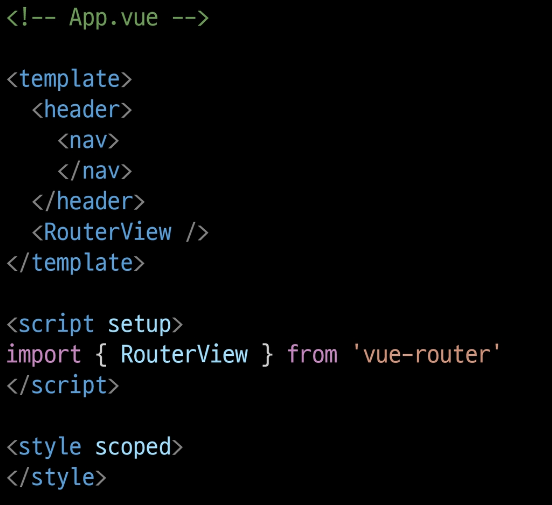 <!-- App.vue -->
<template>
  <header>
    <nav>
    </nav>
  </header>
  <RouterView />
</template>
<script setup>
import { RouterView } from 'vue-router'
</script>
<style scoped>
</style>